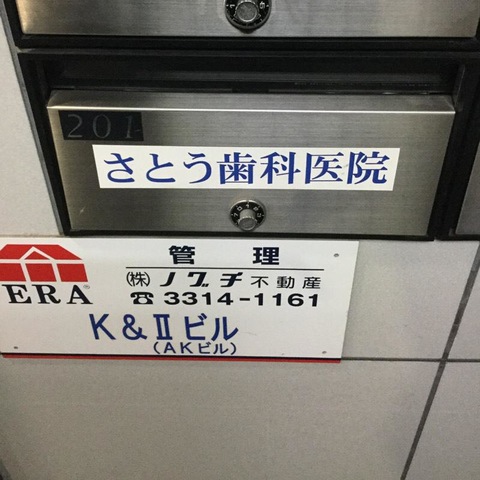 201
さとう歯科医院
管理
ERA®
㈱ノグチ不動産
☎3314-1161
K&Ⅱビル
(AKビル)